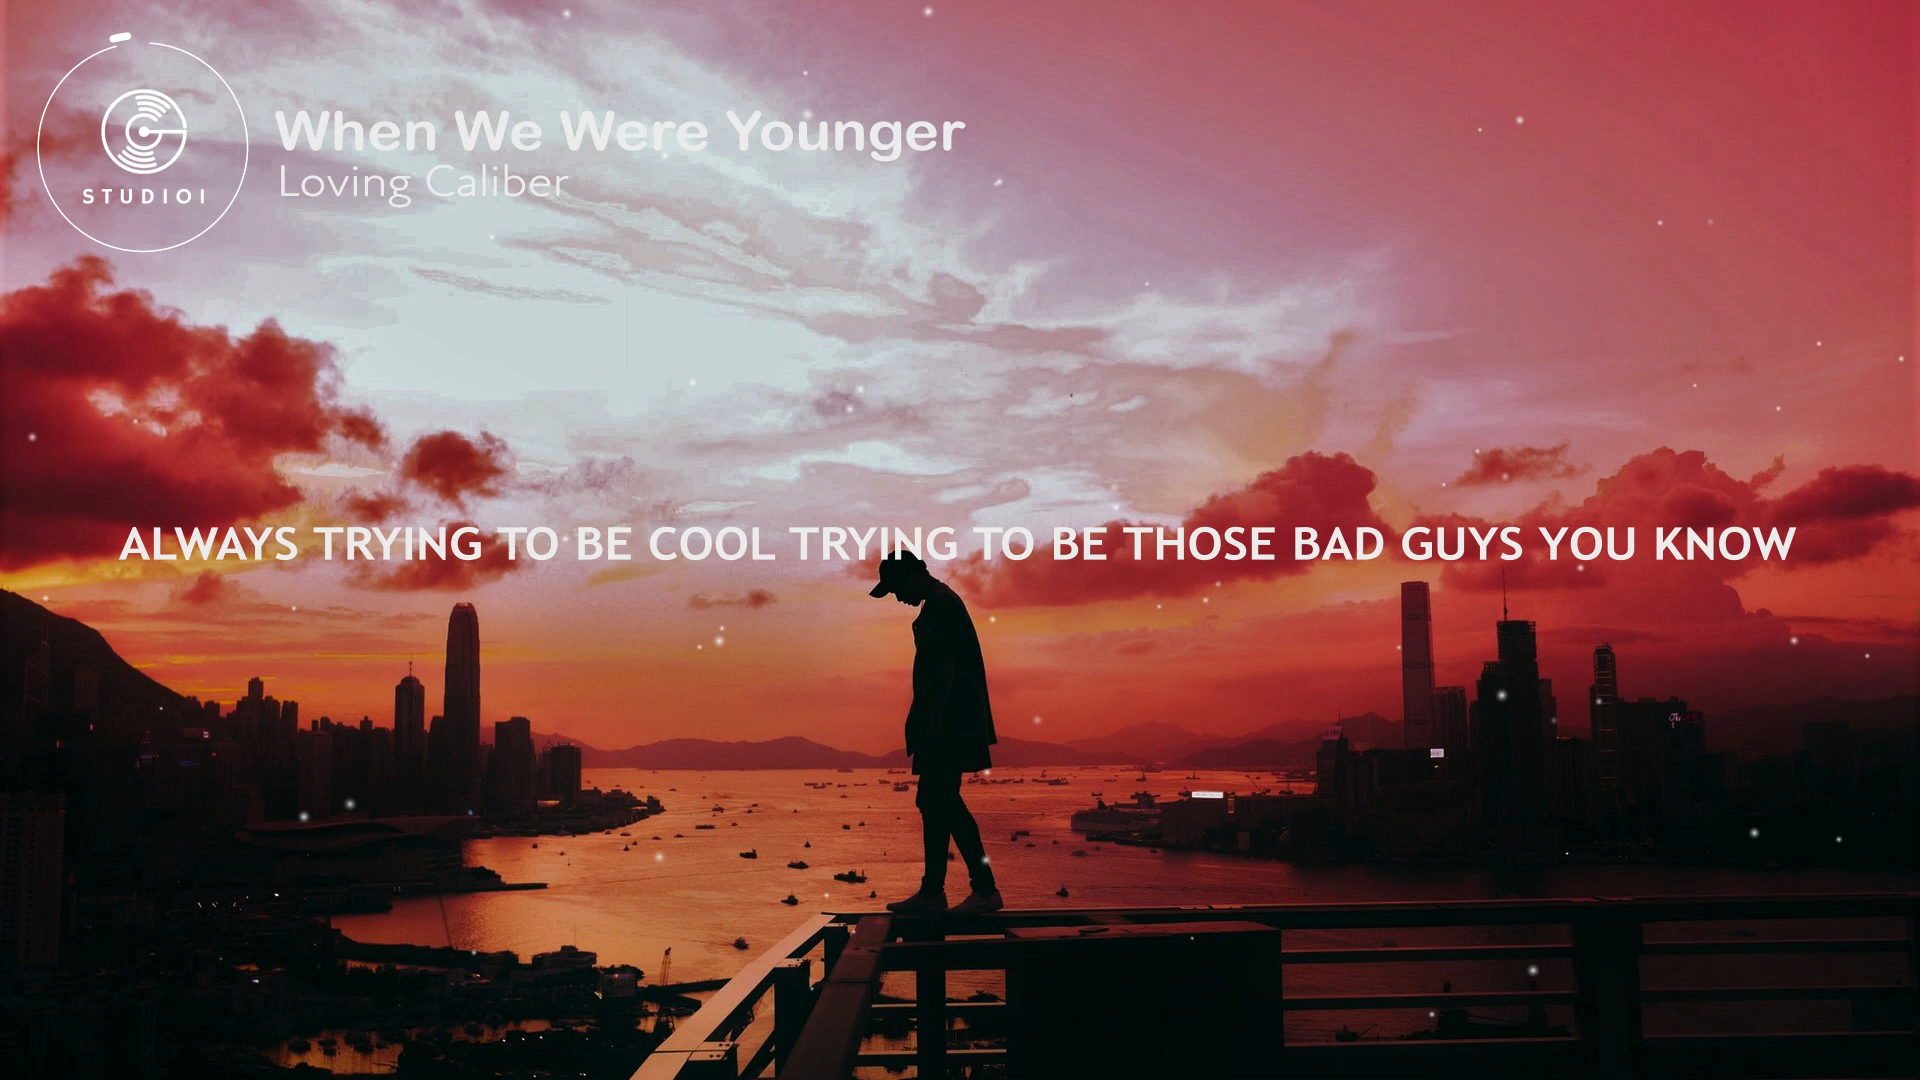 STUDIO1
When We Were Younger
Loving Caliber
ALWAYS TRYING TO BE COOL TRYING TO BE THOSE BAD GUYS YOU KNOW